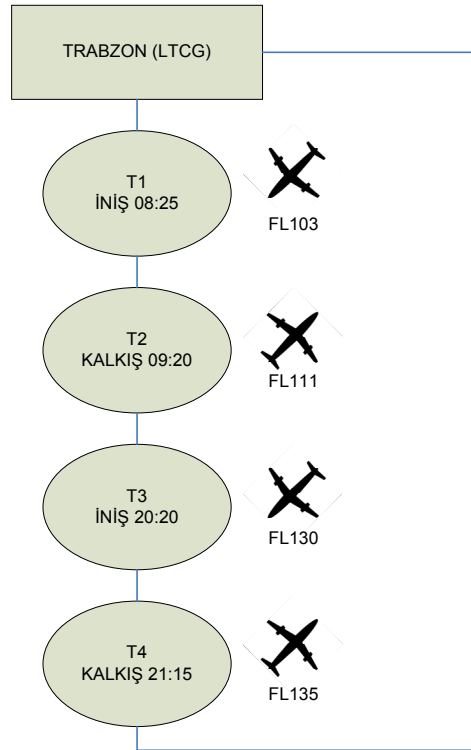 TRABZON (LTCG)
T1
İNİŞ 08:25
FL103
T2
KALKIŞ 09:20
FL111
T3
İNİŞ 20:20
FL130
T4
KALKIŞ 21:15
FL135